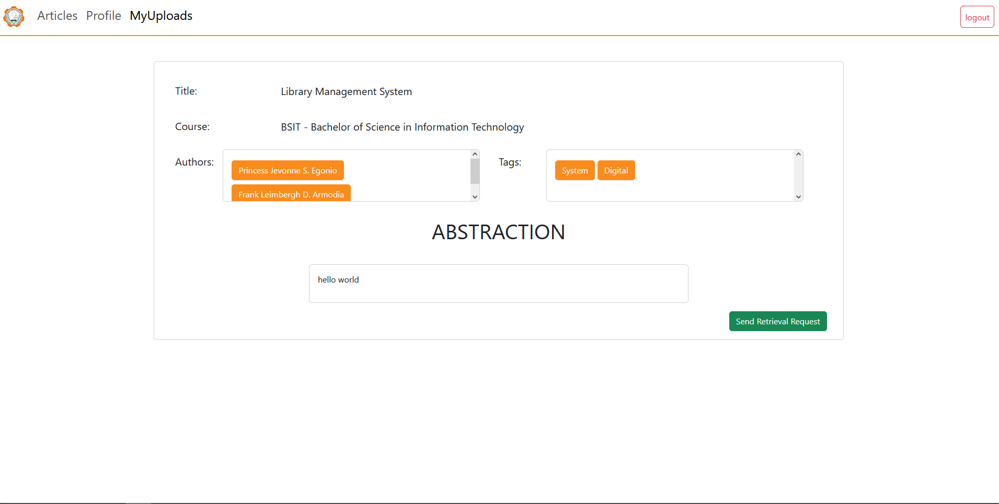 Articles Profile MyUploads
logout
Title: Library Management System
Course: BSIT - Bachelor of Science in Information Technology
Authors:
Princess Jevonne S. Egonio
Frank Leimbergh D. Armodia
Tags:
System Digital
ABSTRACTION
hello world
Send Retrieval Request